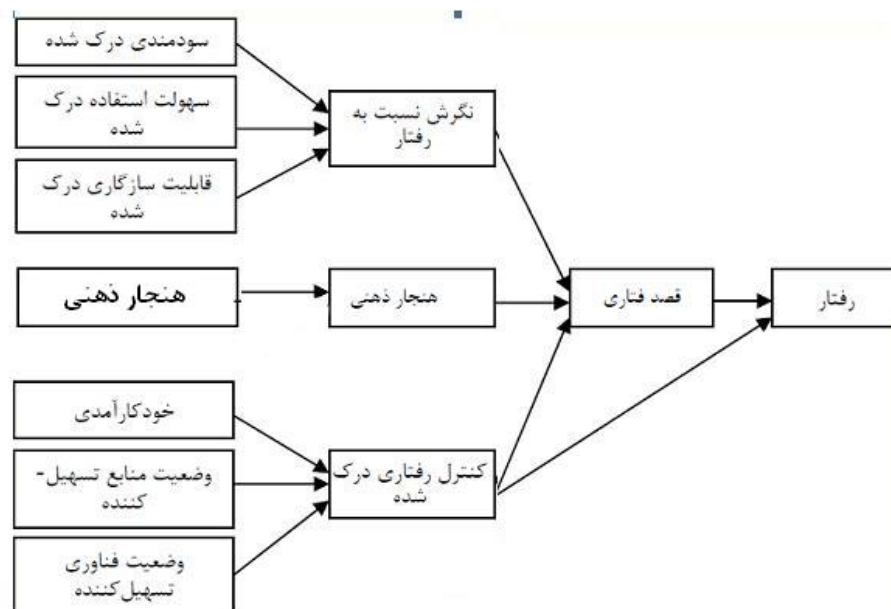 سودمندی درک شده
سهولت استفاده درک
شده
قابلیت سازگاری درک
شده
نگرش نسبت به
رفتار
هنجار ذهنی
هنجار ذهنی
قصد فتاری
رفتار
خودکارآمدی
وضعیت منابع تسهیل-
کننده
وضعیت فناوری
تسهیل‌کننده
کنترل رفتاری درک
شده